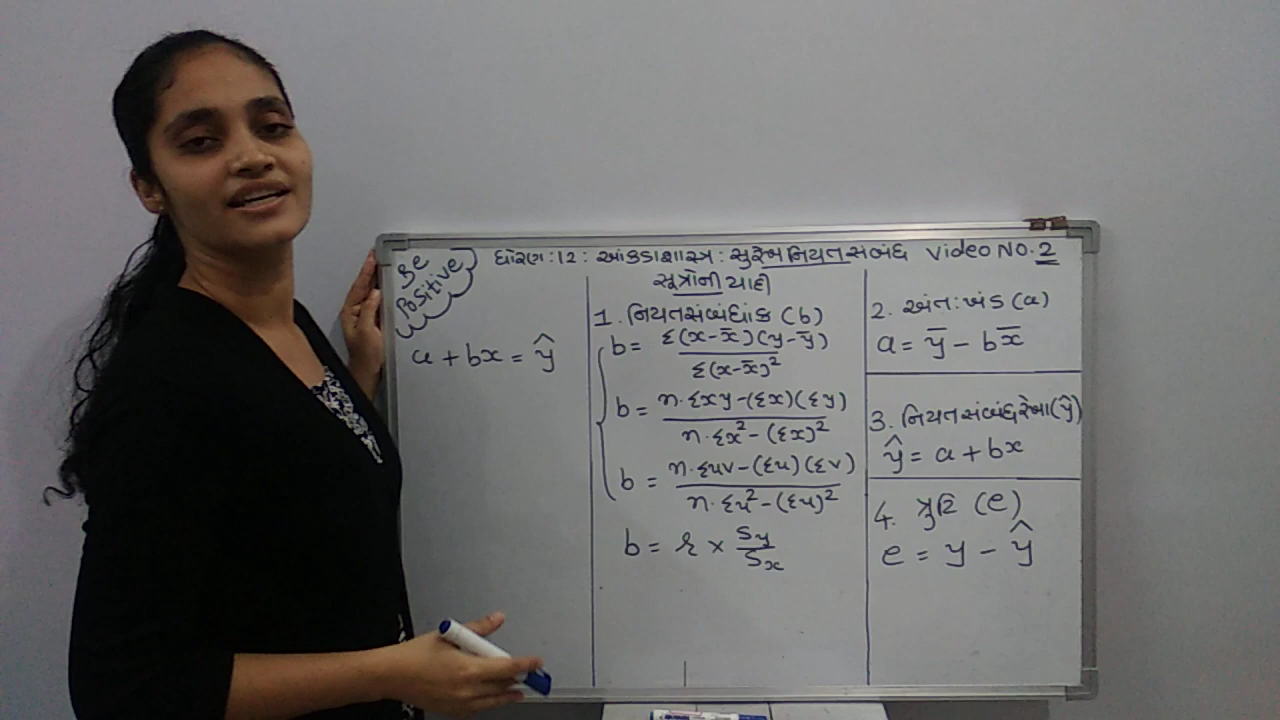 Be
Positive
ધોરણ:12: આંકડાશાસ્ત્ર: સુરેખ નિયતસંબંધ Video NO. 2
સૂત્રોની યાદી
a + bx = ŷ
1. નિયતસંબંધાંક (b)
b = Σ(x-x̄)(y-ȳ) / Σ(x-x̄)²
b = n·Σxy-(Σx)(Σy) / n·Σx²-(Σx)²
b = n·Σuv-(Σu)(Σv) / n·Σu²-(Σu)²
b = r × Sy / Sx
2. અંત:ખંડ (a)
a = ȳ - bx̄
3. નિયતસંબંધ રેખા (ŷ)
ŷ = a + bx
4. ત્રુટિ (e)
e = y - ŷ